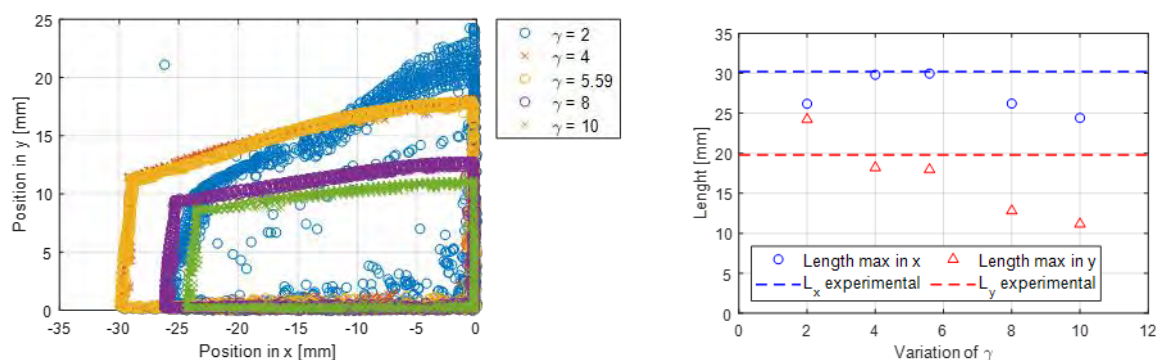 25
20
15
10
5
0
Position in y [mm]
-35
-30
-25
-20
-15
-10
-5
0
Position in x [mm]
γ = 2
γ = 4
γ = 5.59
γ = 8
γ = 10
35
30
25
20
15
10
5
0
Lenght [mm]
Length max in x
Length max in y
L_x experimental
L_y experimental
0
2
4
6
8
10
12
Variation of γ